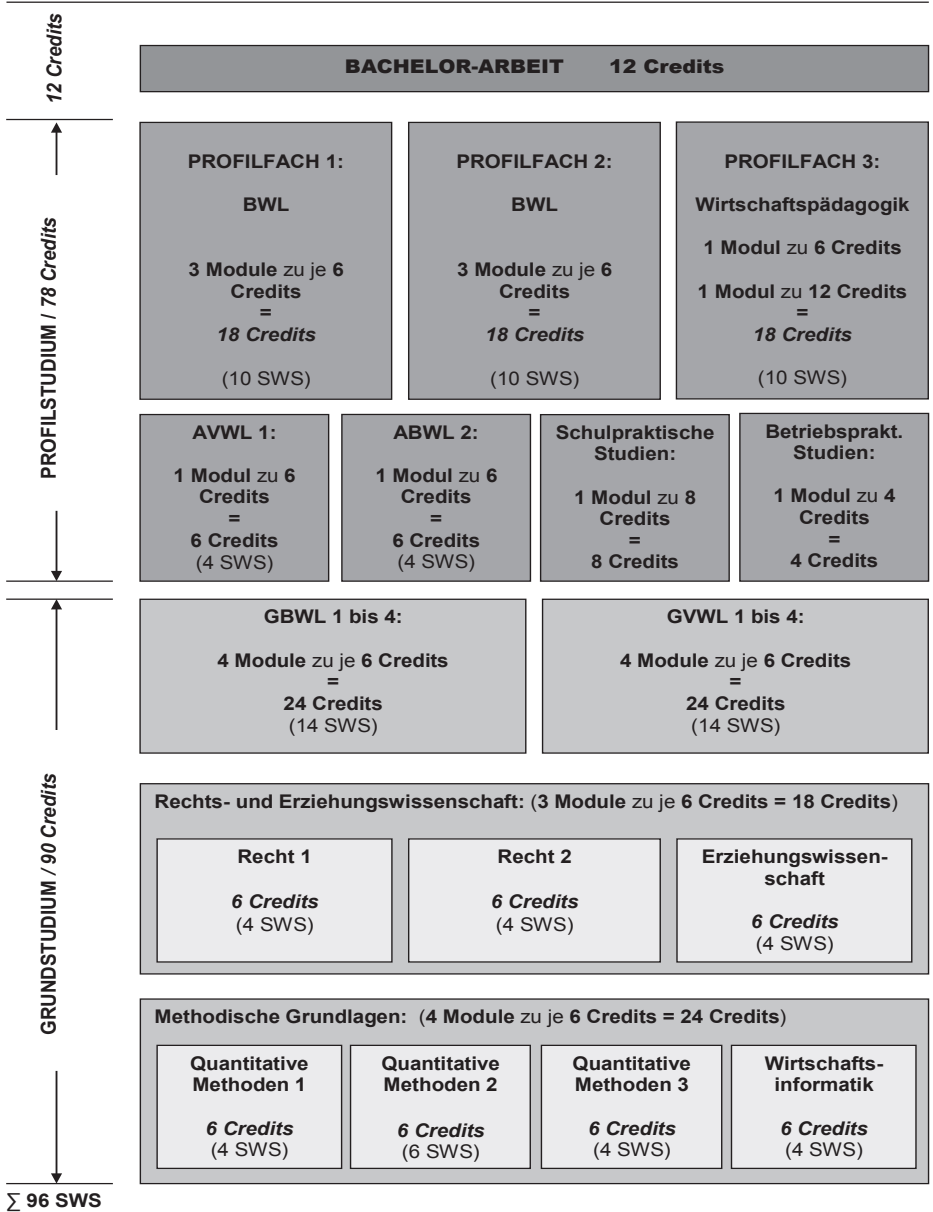 12 Credits
BACHELOR-ARBEIT 12 Credits
PROFILSTUDIUM / 78 Credits
PROFILFACH 1:
BWL
3 Module zu je 6
Credits
=
18 Credits
(10 SWS)
PROFILFACH 2:
BWL
3 Module zu je 6
Credits
=
18 Credits
(10 SWS)
PROFILFACH 3:
Wirtschaftspädagogik
1 Modul zu 6 Credits
1 Modul zu 12 Credits
=
18 Credits
(10 SWS)
AVWL 1:
1 Modul zu 6
Credits
=
6 Credits
(4 SWS)
ABWL 2:
1 Modul zu 6
Credits
=
6 Credits
(4 SWS)
Schulpraktische
Studien:
1 Modul zu 8
Credits
=
8 Credits
Betriebsprakt.
Studien:
1 Modul zu 4
Credits
=
4 Credits
GRUNDSTUDIUM / 90 Credits
GBWL 1 bis 4:
4 Module zu je 6 Credits
=
24 Credits
(14 SWS)
GVWL 1 bis 4:
4 Module zu je 6 Credits
=
24 Credits
(14 SWS)
Rechts- und Erziehungswissenschaft: (3 Module zu je 6 Credits = 18 Credits)
Recht 1
6 Credits
(4 SWS)
Recht 2
6 Credits
(4 SWS)
Erziehungswissen-
schaft
6 Credits
(4 SWS)
Methodische Grundlagen: (4 Module zu je 6 Credits = 24 Credits)
Quantitative
Methoden 1
6 Credits
(4 SWS)
Quantitative
Methoden 2
6 Credits
(6 SWS)
Quantitative
Methoden 3
6 Credits
(4 SWS)
Wirtschafts-
informatik
6 Credits
(4 SWS)
∑ 96 SWS